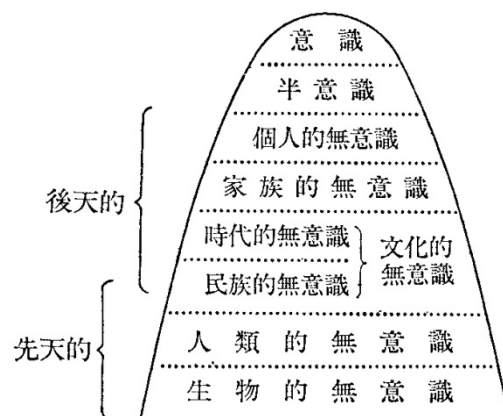 意識
半意識
個人的無意識
家族的無意識
後天的
時代的無意識
民族的無意識
文化的
無意識
先天的
人類的無意識
生物的無意識